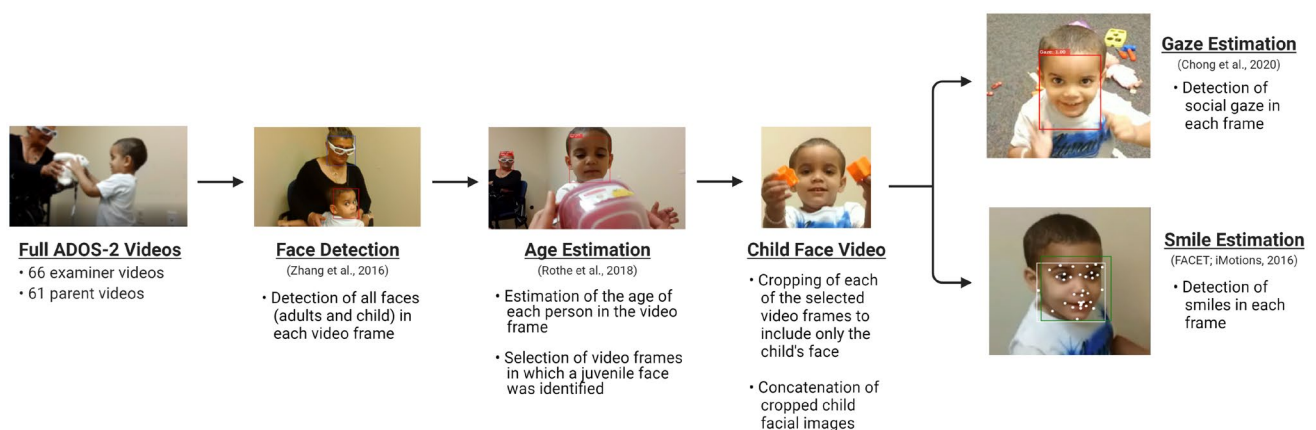 Full ADOS-2 Videos
• 66 examiner videos
• 61 parent videos
Face Detection
(Zhang et al., 2016)
• Detection of all faces
(adults and child) in
each video frame
Age Estimation
(Rothe et al., 2018)
• Estimation of the age of
each person in the video
frame
• Selection of video frames
in which a juvenile face
was identified
Child Face Video
• Cropping of each
of the selected
video frames to
include only the
child's face
• Concatenation of
cropped child
facial images
Gaze Estimation
(Chong et al., 2020)
• Detection of
social gaze in
each frame
Smile Estimation
(FACET; iMotions, 2016)
• Detection of
smiles in each
frame